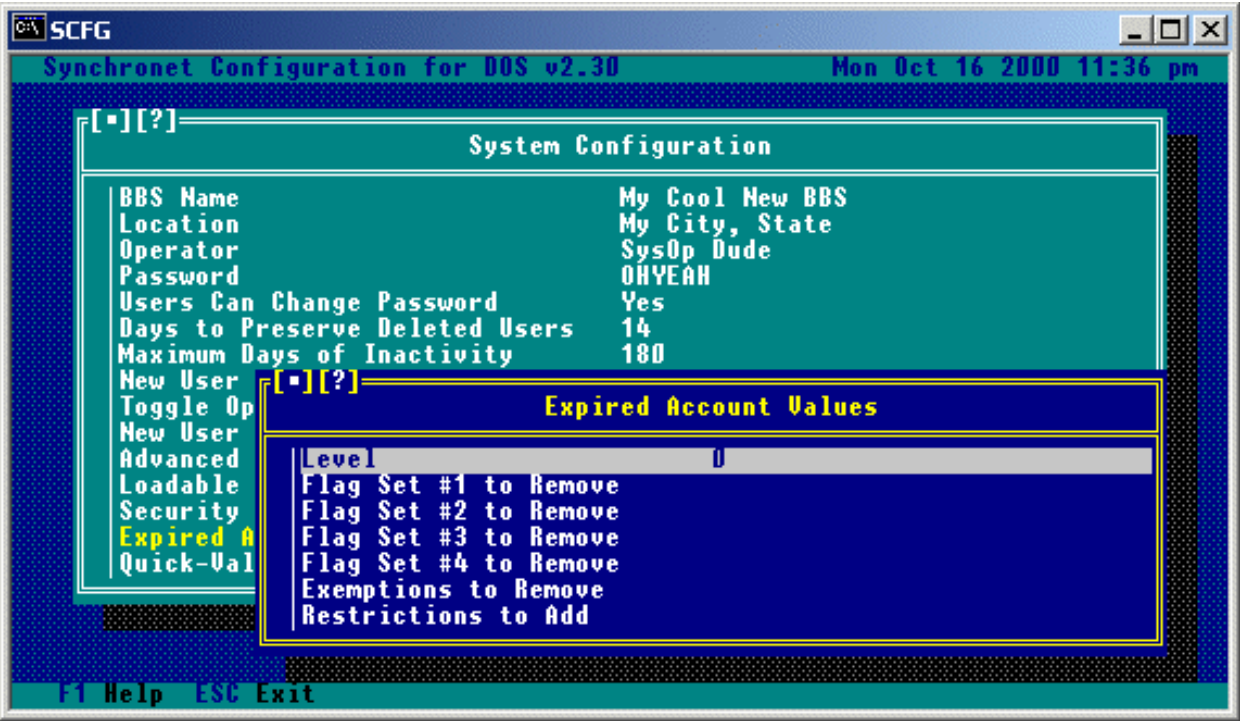 SCFG
Synchronet Configuration for DOS v2.30 Mon Oct 16 2000 11:36 pm
[▪][?]
System Configuration
BBS Name My Cool New BBS
Location My City, State
Operator SysOp Dude
Password OHYEAH
Users Can Change Password Yes
Days to Preserve Deleted Users 14
Maximum Days of Inactivity 180
New User
Toggle Op
New User
Advanced
Loadable
Security
Expired A
Quick-Val
[▪][?]
Expired Account Values
Level 0
Flag Set #1 to Remove
Flag Set #2 to Remove
Flag Set #3 to Remove
Flag Set #4 to Remove
Exemptions to Remove
Restrictions to Add
F1 Help ESC Exit